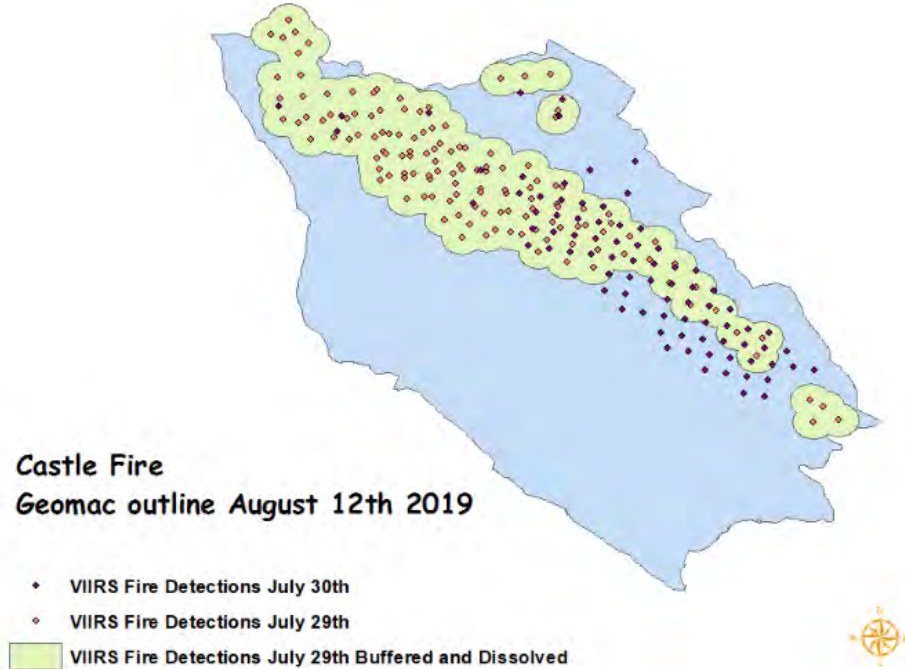 Castle Fire
Geomac outline August 12th 2019
VIIRS Fire Detections July 30th
VIIRS Fire Detections July 29th
VIIRS Fire Detections July 29th Buffered and Dissolved